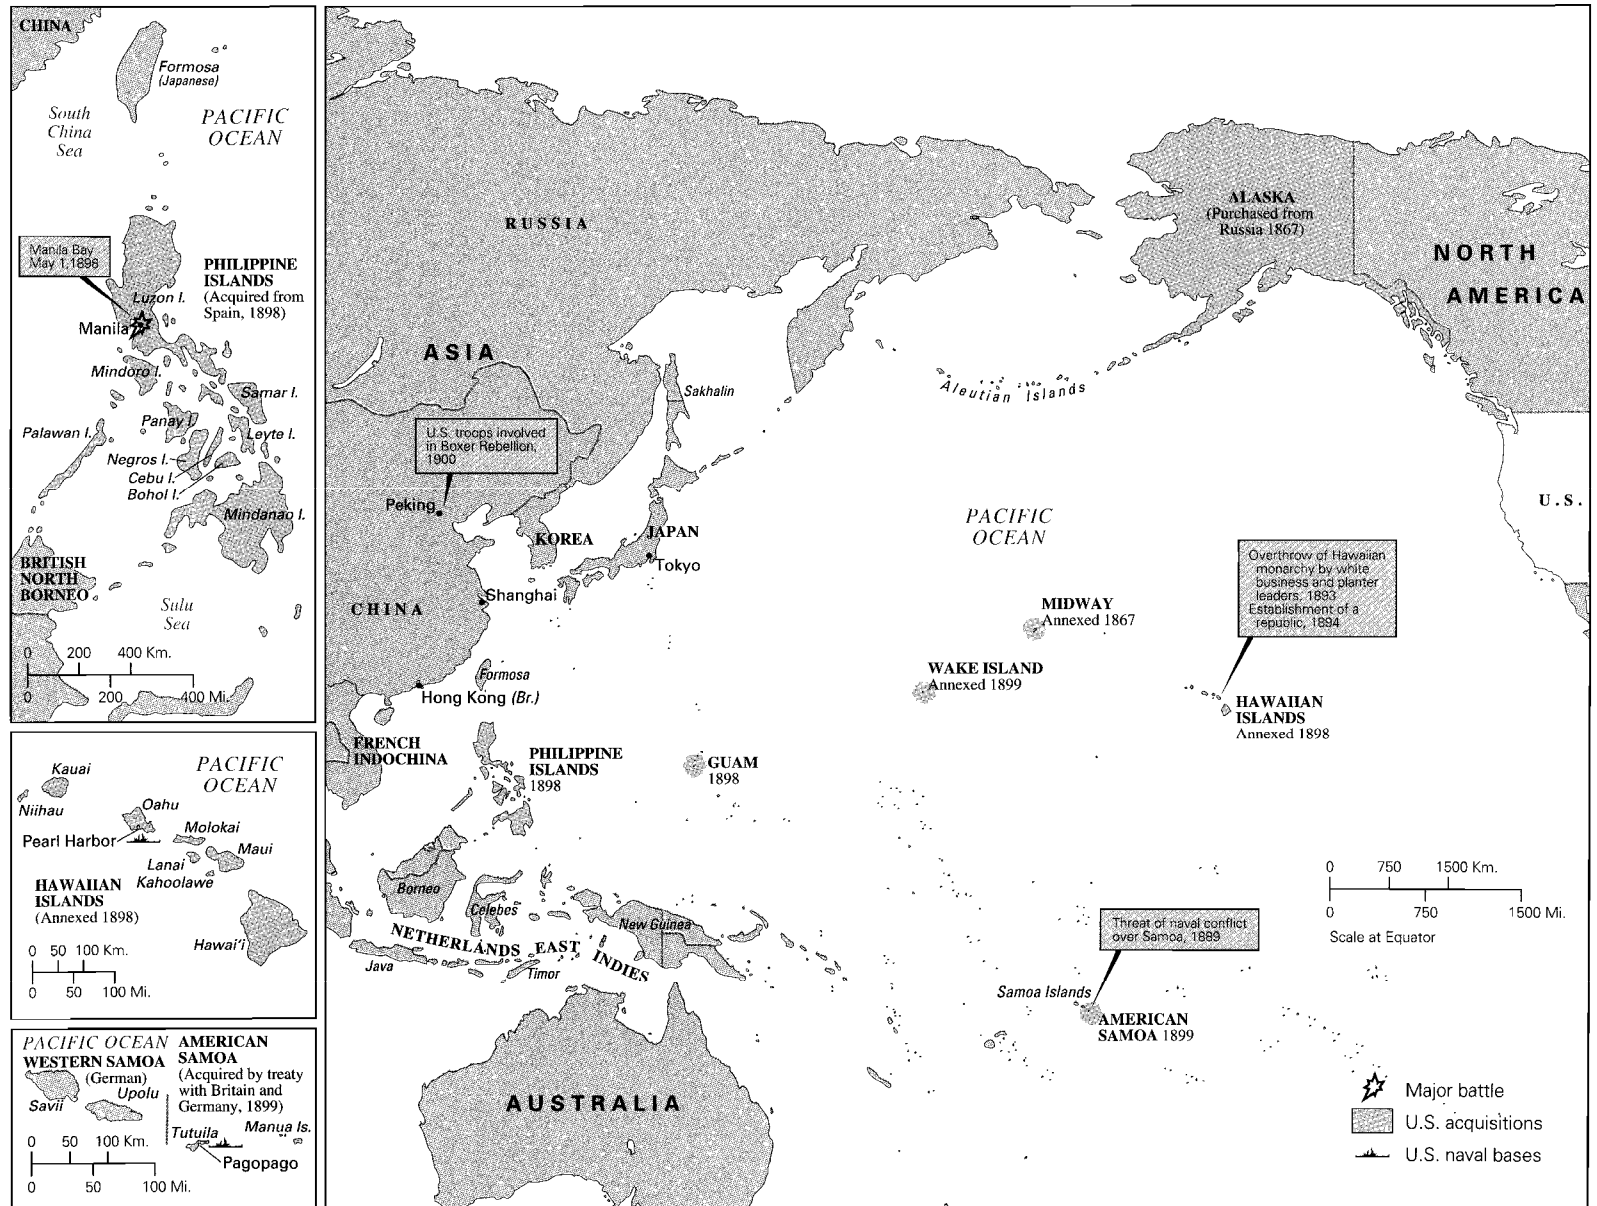 CHINA
Formosa
(Japanese)
South
China
Sea
PACIFIC
OCEAN
Manila Bay
May 1, 1898
PHILIPPINE
ISLANDS
(Acquired from
Spain, 1898)
Luzon I.
Manila
Mindoro I.
Samar I.
Panay I.
Palawan I.
Leyte I.
Negros I.
Cebu I.
Bohol I.
Mindanao I.
BRITISH
NORTH
BORNEO
Sulu
Sea
0 200 400 Km.
0 200 400 Mi.
Kauai
PACIFIC
OCEAN
Niihau
Oahu
Pearl Harbor
Molokai
Maui
Lanai
Kahoolawe
HAWAIIAN
ISLANDS
(Annexed 1898)
Hawai'i
0 50 100 Km.
0 50 100 Mi.
PACIFIC OCEAN
WESTERN SAMOA
(German)
Savii
Upolu
AMERICAN
SAMOA
(Acquired by treaty
with Britain and
Germany, 1899)
Tutuila
Manua Is.
Pagopago
0 50 100 Km.
0 50 100 Mi.
RUSSIA
ALASKA
(Purchased from
Russia 1867)
NORTH
AMERICA
ASIA
Sakhalin
Aleutian Islands
U.S. troops involved
in Boxer Rebellion,
1900
Peking
KOREA
JAPAN
Tokyo
PACIFIC
OCEAN
U.S.
Shanghai
CHINA
Overthrow of Hawaiian
monarchy by white
business and planter
leaders, 1893
Establishment of a
republic, 1894
MIDWAY
Annexed 1867
WAKE ISLAND
Annexed 1899
HAWAIIAN
ISLANDS
Annexed 1898
Formosa
Hong Kong (Br.)
FRENCH
INDOCHINA
PHILIPPINE
ISLANDS
1898
GUAM
1898
Borneo
Celebes
New Guinea
NETHERLANDS EAST INDIES
Java
Timor
0 750 1500 Km.
0 750 1500 Mi.
Scale at Equator
Threat of naval conflict
over Samoa, 1889
Samoa Islands
AMERICAN
SAMOA 1899
AUSTRALIA
Major battle
U.S. acquisitions
U.S. naval bases